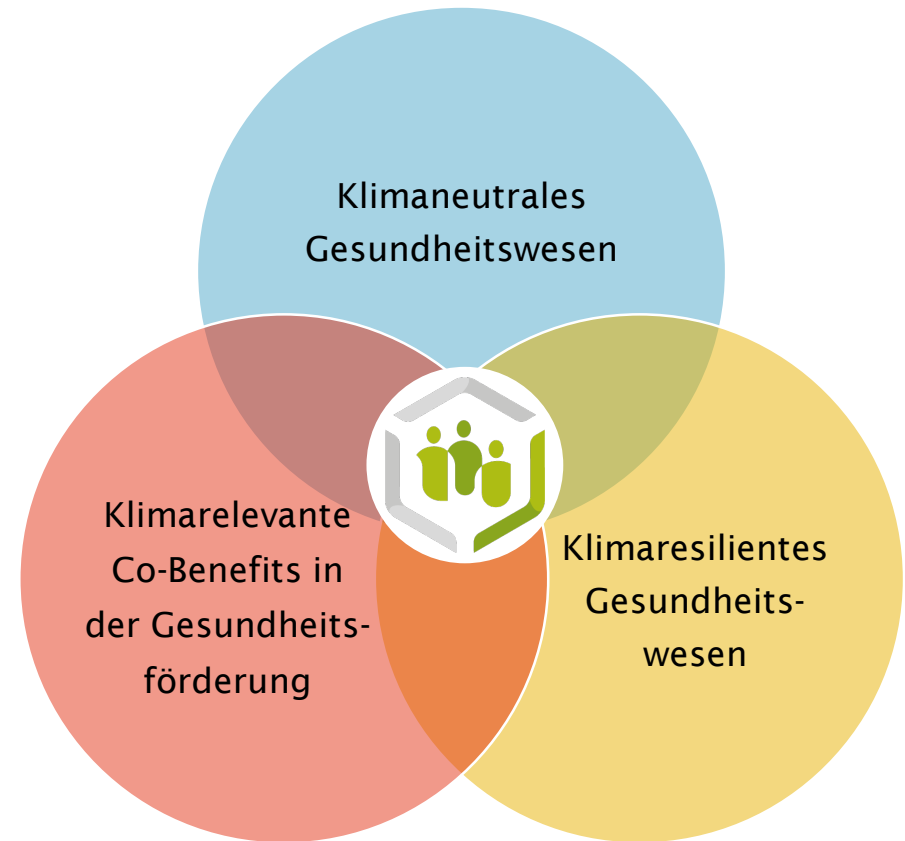 Klimaneutrales
Gesundheitswesen
Klimarelevante
Co-Benefits in
der Gesundheits-
förderung
Klimaresilientes
Gesundheits-
wesen